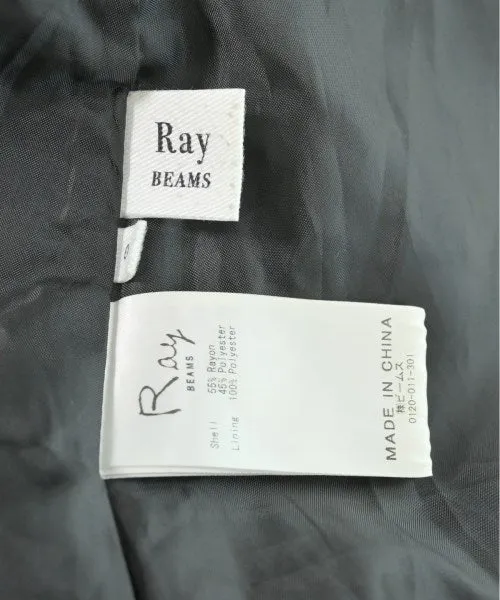 Ray
BEAMS
Ray
BEAMS
Shell 55% Rayon
45% Polyester
Lining 100% Polyester
MADE IN CHINA
株ビームス
0120-011-301